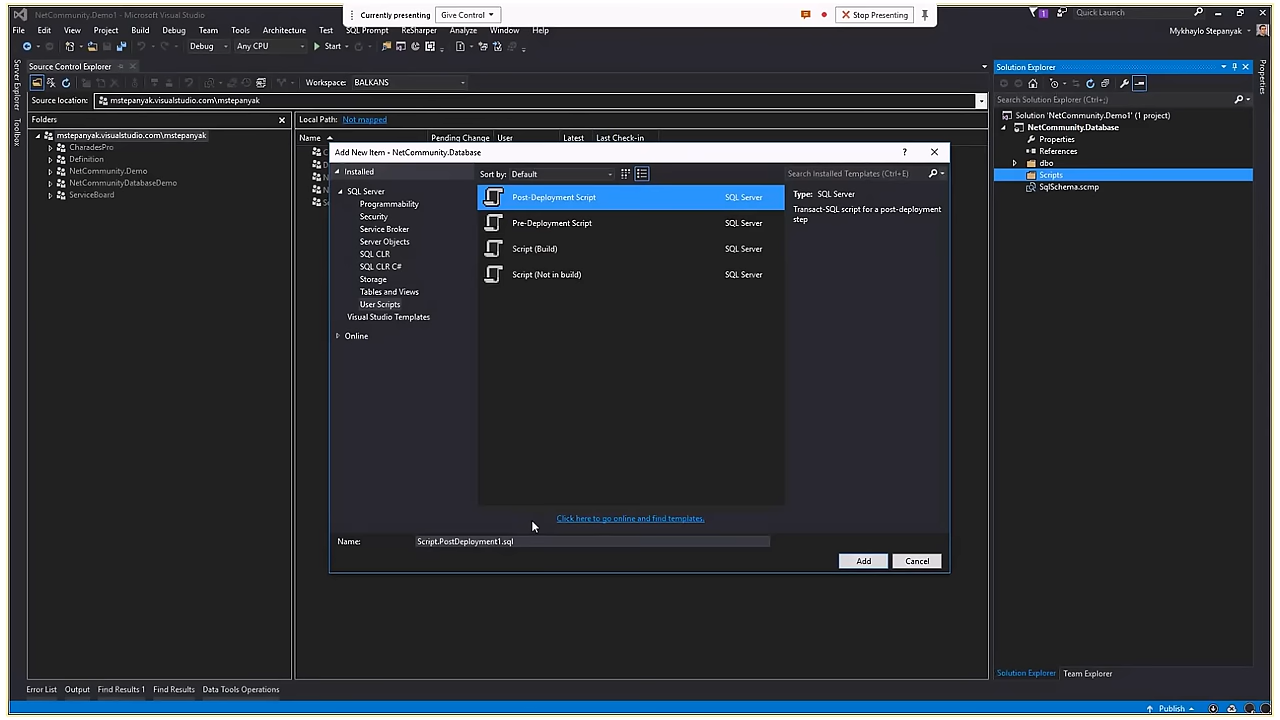 NetCommunity.Demo1 - Microsoft Visual Studio
Currently presenting
Give Control
Stop Presenting
1
Quick Launch
File Edit View Project Build Debug Team Tools Architecture Test SQL Prompt ReSharper Analyze Window Help
Mykhaylo Stepanyak
Debug Any CPU Start
Server Explorer
Toolbox
Properties
Source Control Explorer
Workspace: BALKANS
Source location: mstepanyak.visualstudio.com\mstepanyak
Folders
mstepanyak.visualstudio.com\mstepanyak
CharadesPro
Definition
NetCommunity.Demo
NetCommunityDatabaseDemo
ServiceBoard
Local Path: Not mapped
Name Pending Change User Latest Last Check-in
Add New Item - NetCommunity.Database
?
Installed
SQL Server
Programmability
Security
Service Broker
Server Objects
SQL CLR
SQL CLR C#
Storage
Tables and Views
User Scripts
Visual Studio Templates
Online
Sort by: Default
Search Installed Templates (Ctrl+E)
Post-Deployment Script SQL Server
Pre-Deployment Script SQL Server
Script (Build) SQL Server
Script (Not in build) SQL Server
Type: SQL Server
Transact-SQL script for a post-deployment
step
Click here to go online and find templates.
Name: Script.PostDeployment1.sql
Add Cancel
Solution Explorer
Search Solution Explorer (Ctrl+;)
Solution 'NetCommunity.Demo1' (1 project)
NetCommunity.Database
Properties
References
dbo
Scripts
SqlSchema.scmp
Solution Explorer Team Explorer
Error List Output Find Results 1 Find Results Data Tools Operations
Publish